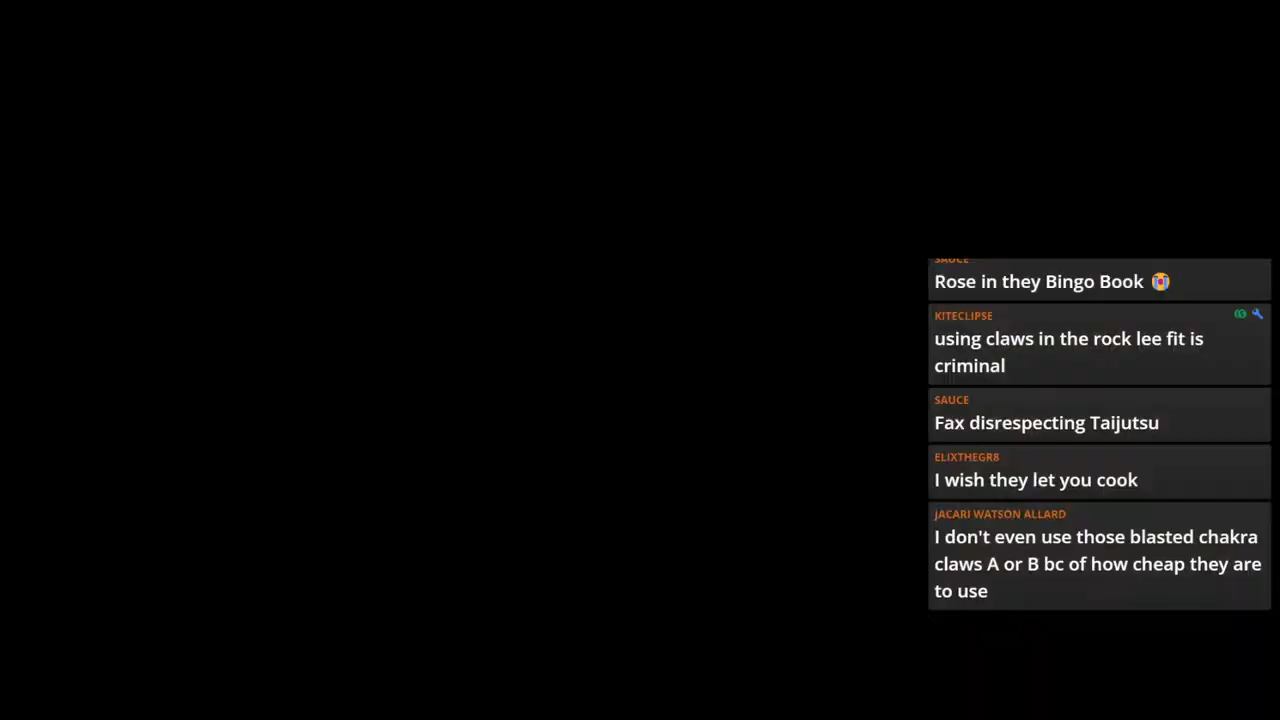 SAUCE
Rose in they Bingo Book 😭
KITECLIPSE
using claws in the rock lee fit is
criminal
SAUCE
Fax disrespecting Taijutsu
ELIXTHEGR8
I wish they let you cook
JACARI WATSON ALLARD
I don't even use those blasted chakra
claws A or B bc of how cheap they are
to use